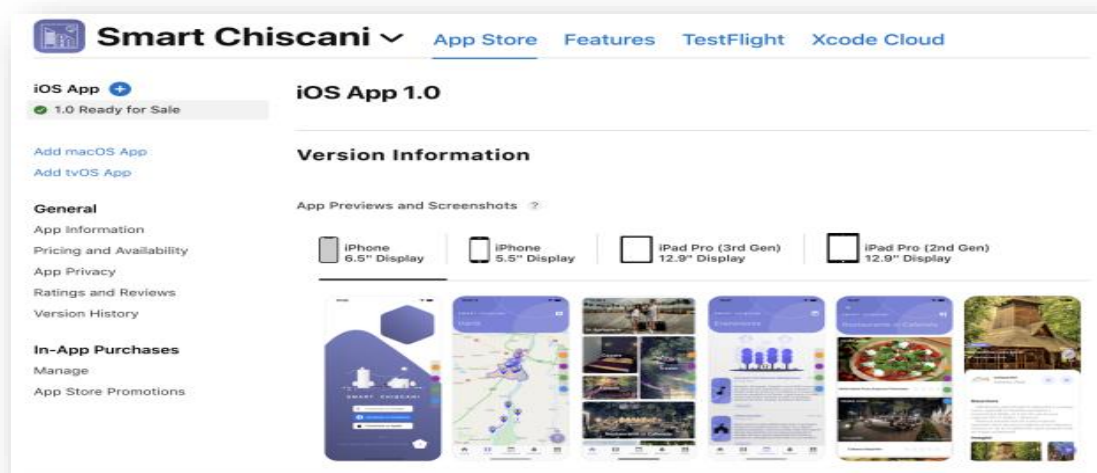 Smart Chiscani
App Store Features TestFlight Xcode Cloud
iOS App
1.0 Ready for Sale
Add macOS App
Add tvOS App
General
App Information
Pricing and Availability
App Privacy
Ratings and Reviews
Version History
In-App Purchases
Manage
App Store Promotions
iOS App 1.0
Version Information
App Previews and Screenshots ?
iPhone
6.5" Display
iPhone
5.5" Display
iPad Pro (3rd Gen)
12.9" Display
iPad Pro (2nd Gen)
12.9" Display
SMART CHISCANI
Evenimente